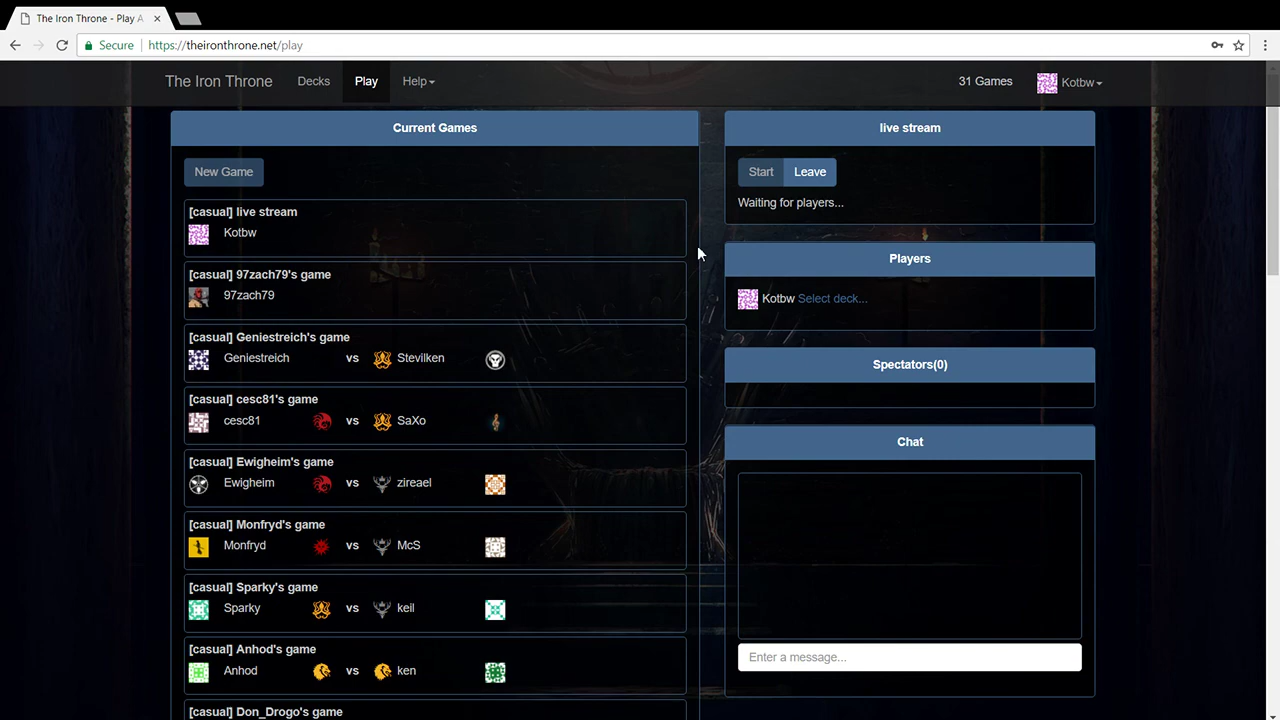 The Iron Throne - Play A
Secure https://theironthrone.net/play
The Iron Throne Decks Play Help 31 Games Kotbw
Current Games
New Game
[casual] live stream
Kotbw
[casual] 97zach79's game
97zach79
[casual] Geniestreich's game
Geniestreich vs Stevilken
[casual] cesc81's game
cesc81 vs SaXo
[casual] Ewigheim's game
Ewigheim vs zireael
[casual] Monfryd's game
Monfryd vs McS
[casual] Sparky's game
Sparky vs keil
[casual] Anhod's game
Anhod vs ken
[casual] Don_Drogo's game
live stream
Start Leave
Waiting for players...
Players
Kotbw Select deck...
Spectators(0)
Chat
Enter a message...